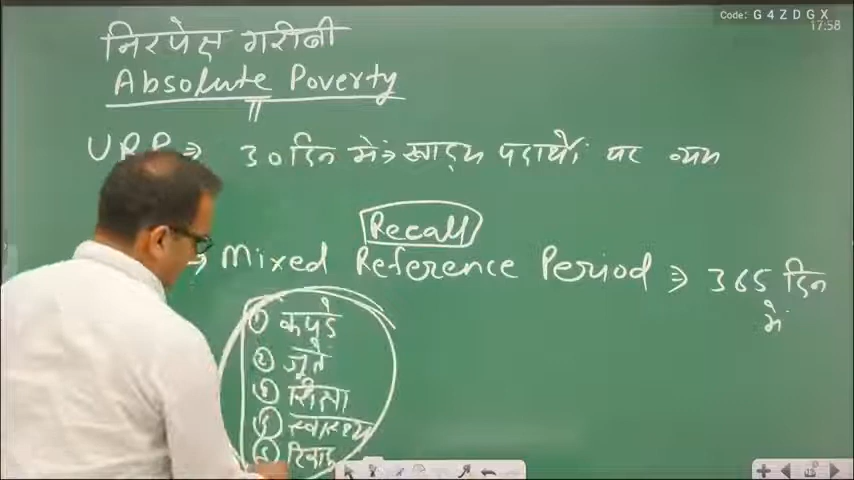 Code: G 4 Z D G X
17:58
निरपेक्ष गरीबी
Absolute Poverty
URP ⇒ 30 दिन में → खाद्य पदार्थों पर व्यय
Recall
Mixed Reference Period ⇒ 365 दिन
में
① कपड़े
② जूते
③ शिक्षा
④ स्वास्थ्य